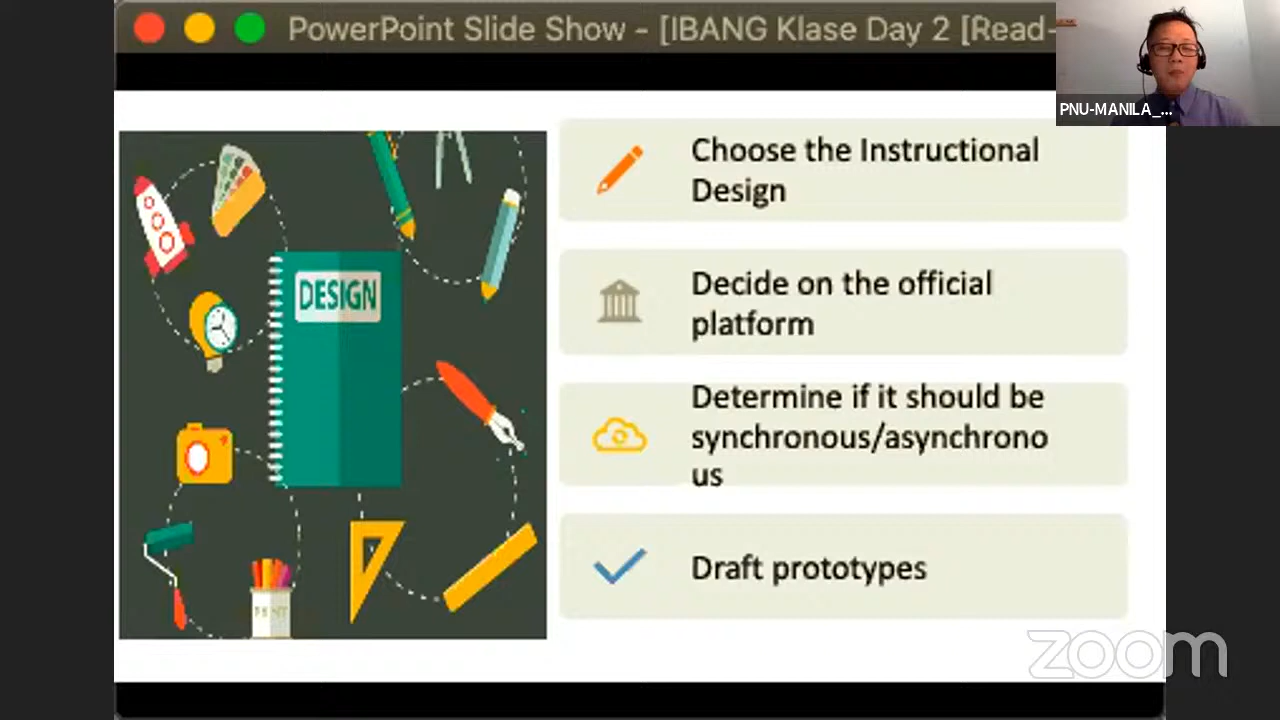 PowerPoint Slide Show - [IBANG Klase Day 2 [Read-
PNU-MANILA_...
DESIGN
Choose the Instructional
Design
Decide on the official
platform
Determine if it should be
synchronous/asynchrono
us
Draft prototypes
zoom